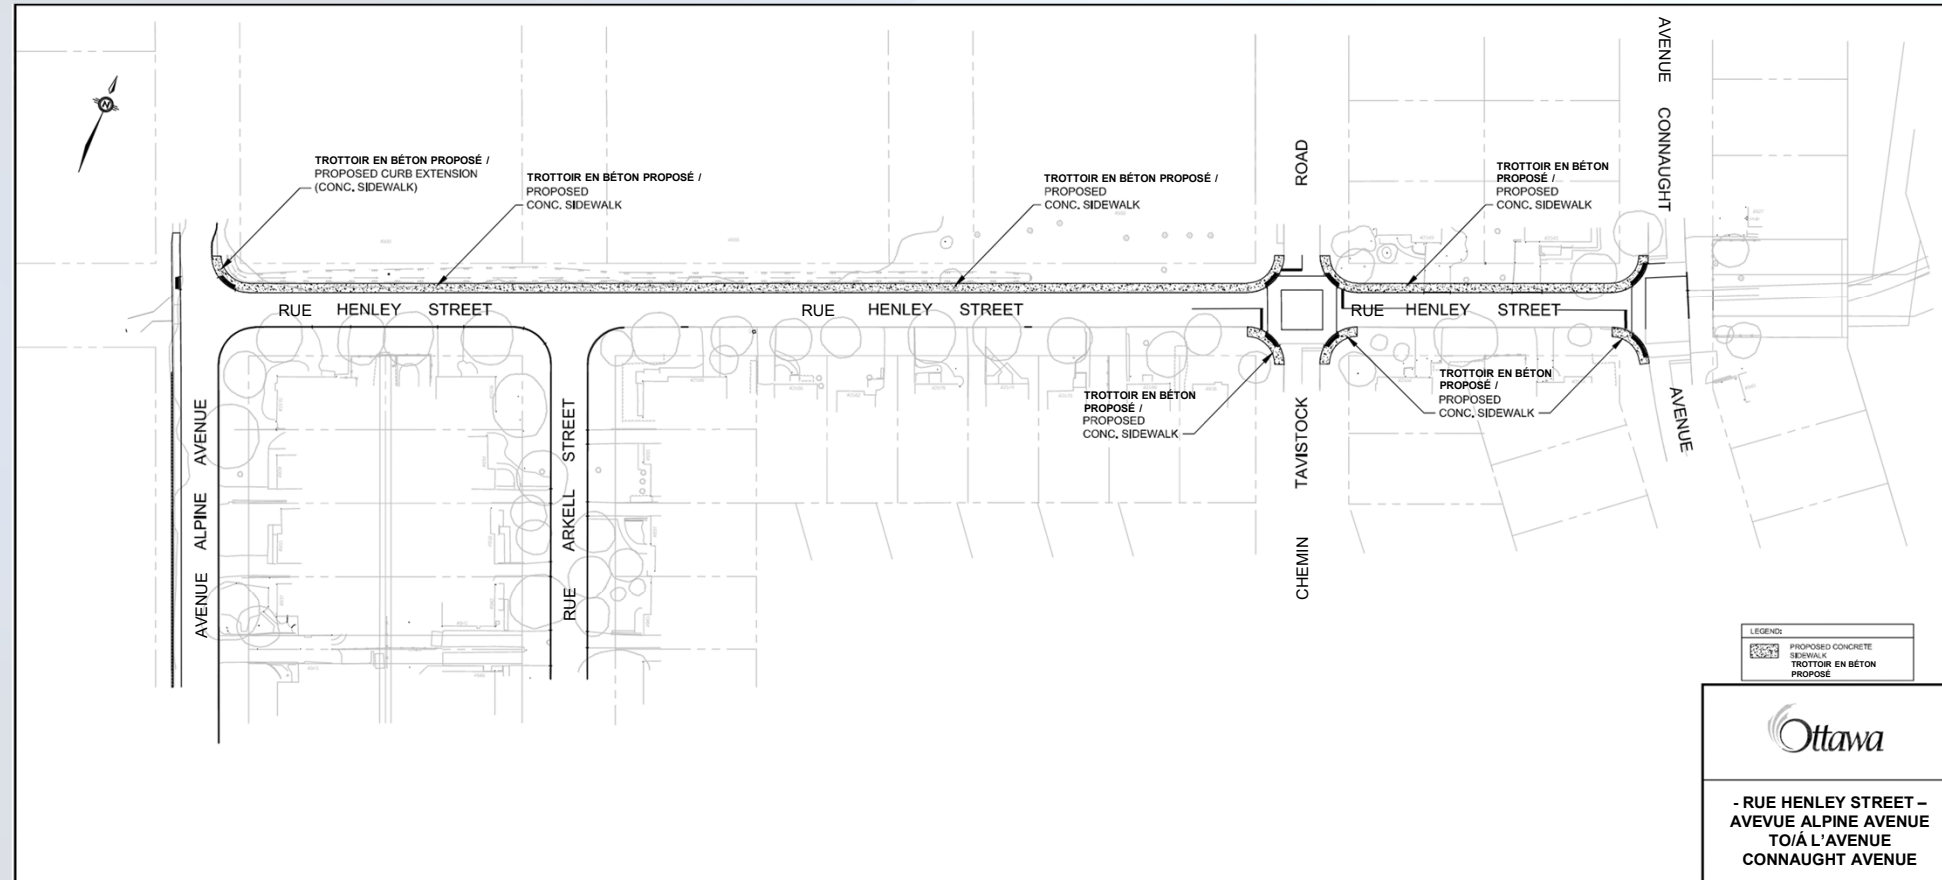 N
TROTTOIR EN BÉTON PROPOSÉ /
PROPOSED CURB EXTENSION
(CONC. SIDEWALK)
TROTTOIR EN BÉTON PROPOSÉ /
PROPOSED
CONC. SIDEWALK
TROTTOIR EN BÉTON PROPOSÉ /
PROPOSED
CONC. SIDEWALK
ROAD
TROTTOIR EN BÉTON
PROPOSÉ /
PROPOSED
CONC. SIDEWALK
AVENUE CONNAUGHT
RUE HENLEY STREET
RUE HENLEY STREET
RUE HENLEY STREET
AVENUE ALPINE AVENUE
RUE ARKELL STREET
TROTTOIR EN BÉTON
PROPOSÉ /
PROPOSED
CONC. SIDEWALK
CHEMIN TAVISTOCK
TROTTOIR EN BÉTON
PROPOSÉ /
PROPOSED
CONC. SIDEWALK
AVENUE
LEGEND:
PROPOSED CONCRETE
SIDEWALK
TROTTOIR EN BÉTON
PROPOSÉ
Ottawa
- RUE HENLEY STREET –
AVEVUE ALPINE AVENUE
TO/Á L'AVENUE
CONNAUGHT AVENUE